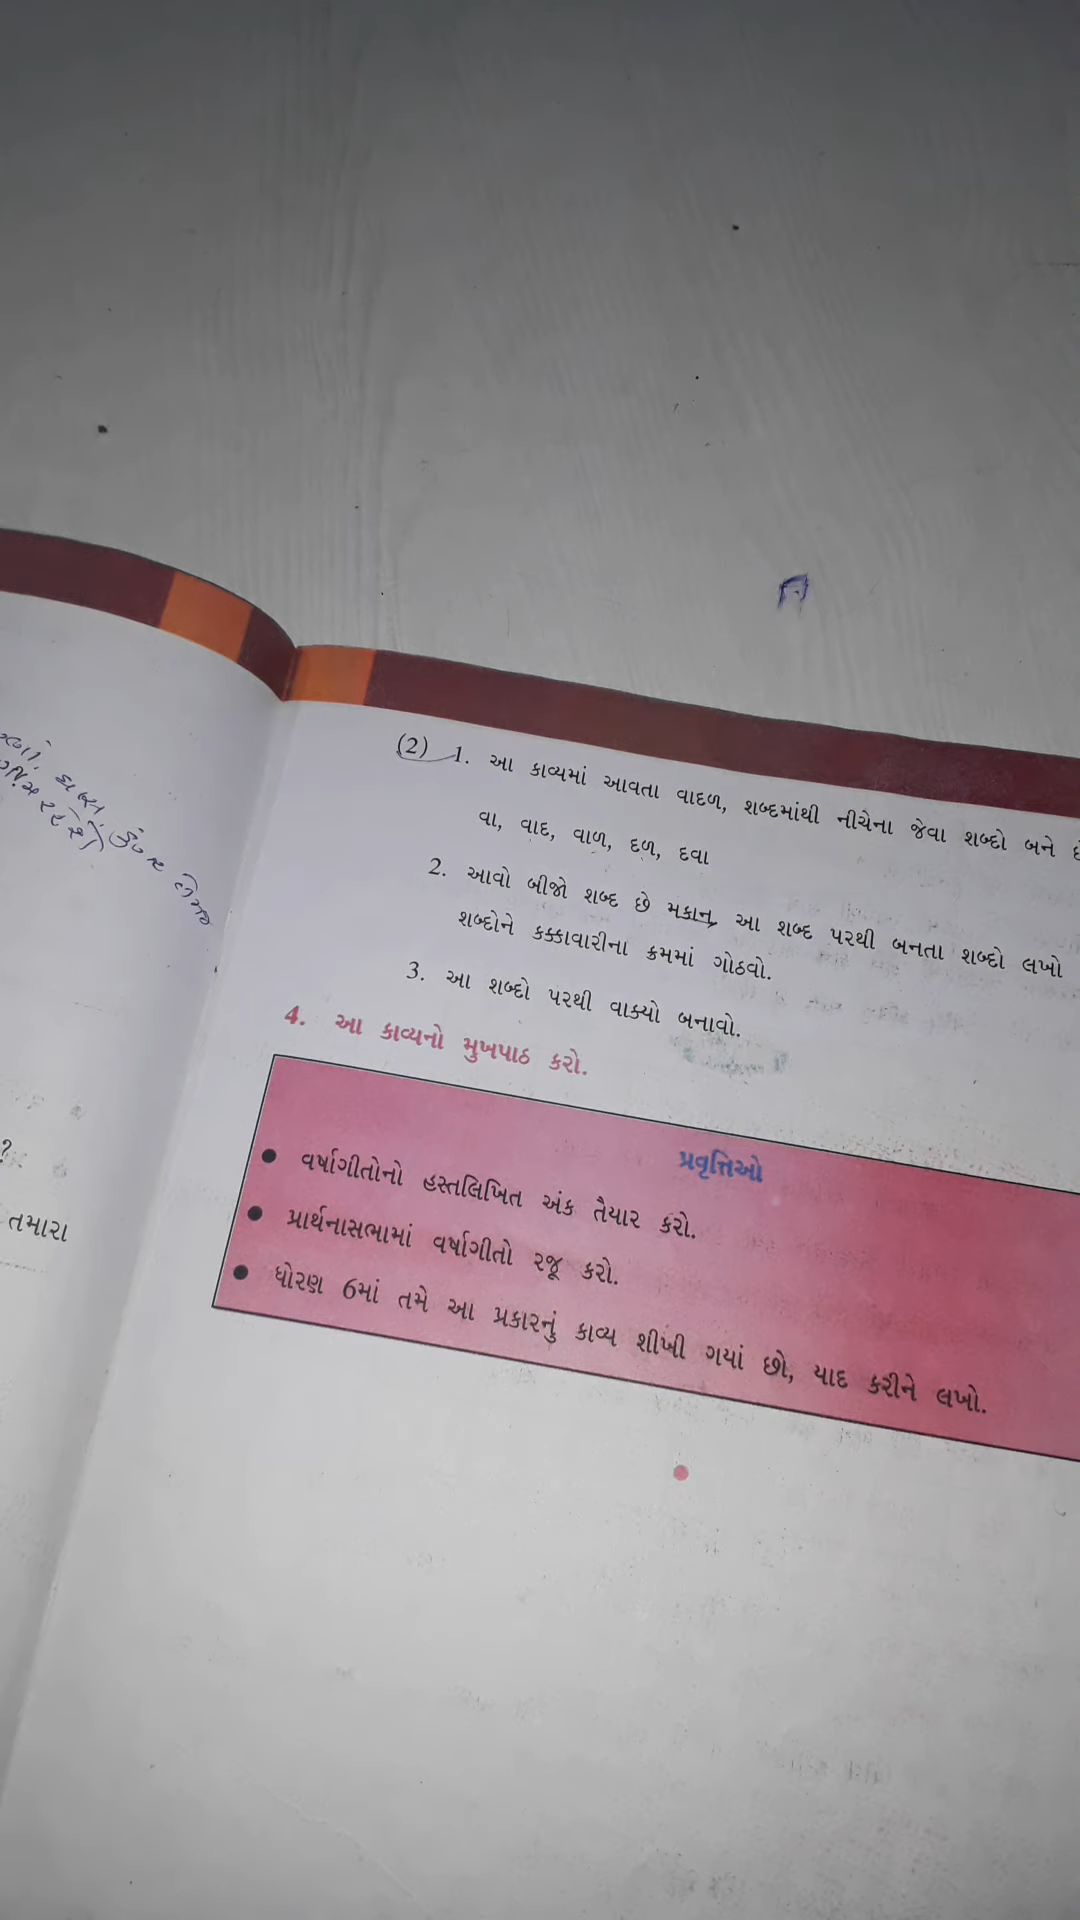 (2) 1. આ કાવ્યમાં આવતા વાદળ, શબ્દમાંથી નીચેના જેવા શબ્દો બને
વા, વાદ, વાળ, દળ, દવા
2. આવો બીજો શબ્દ છે મકાન, આ શબ્દ પરથી બનતા શબ્દો લખો
શબ્દોને કક્કાવારીના ક્રમમાં ગોઠવો.
3. આ શબ્દો પરથી વાક્યો બનાવો.
4. આ કાવ્યનો મુખપાઠ કરો.
પ્રવૃત્તિઓ
● વર્ષાગીતોનો હસ્તલિખિત અંક તૈયાર કરો.
● પ્રાર્થનાસભામાં વર્ષાગીતો રજૂ કરો.
● ધોરણ 6માં તમે આ પ્રકારનું કાવ્ય શીખી ગયાં છો, યાદ કરીને લખો.
?
તમારા